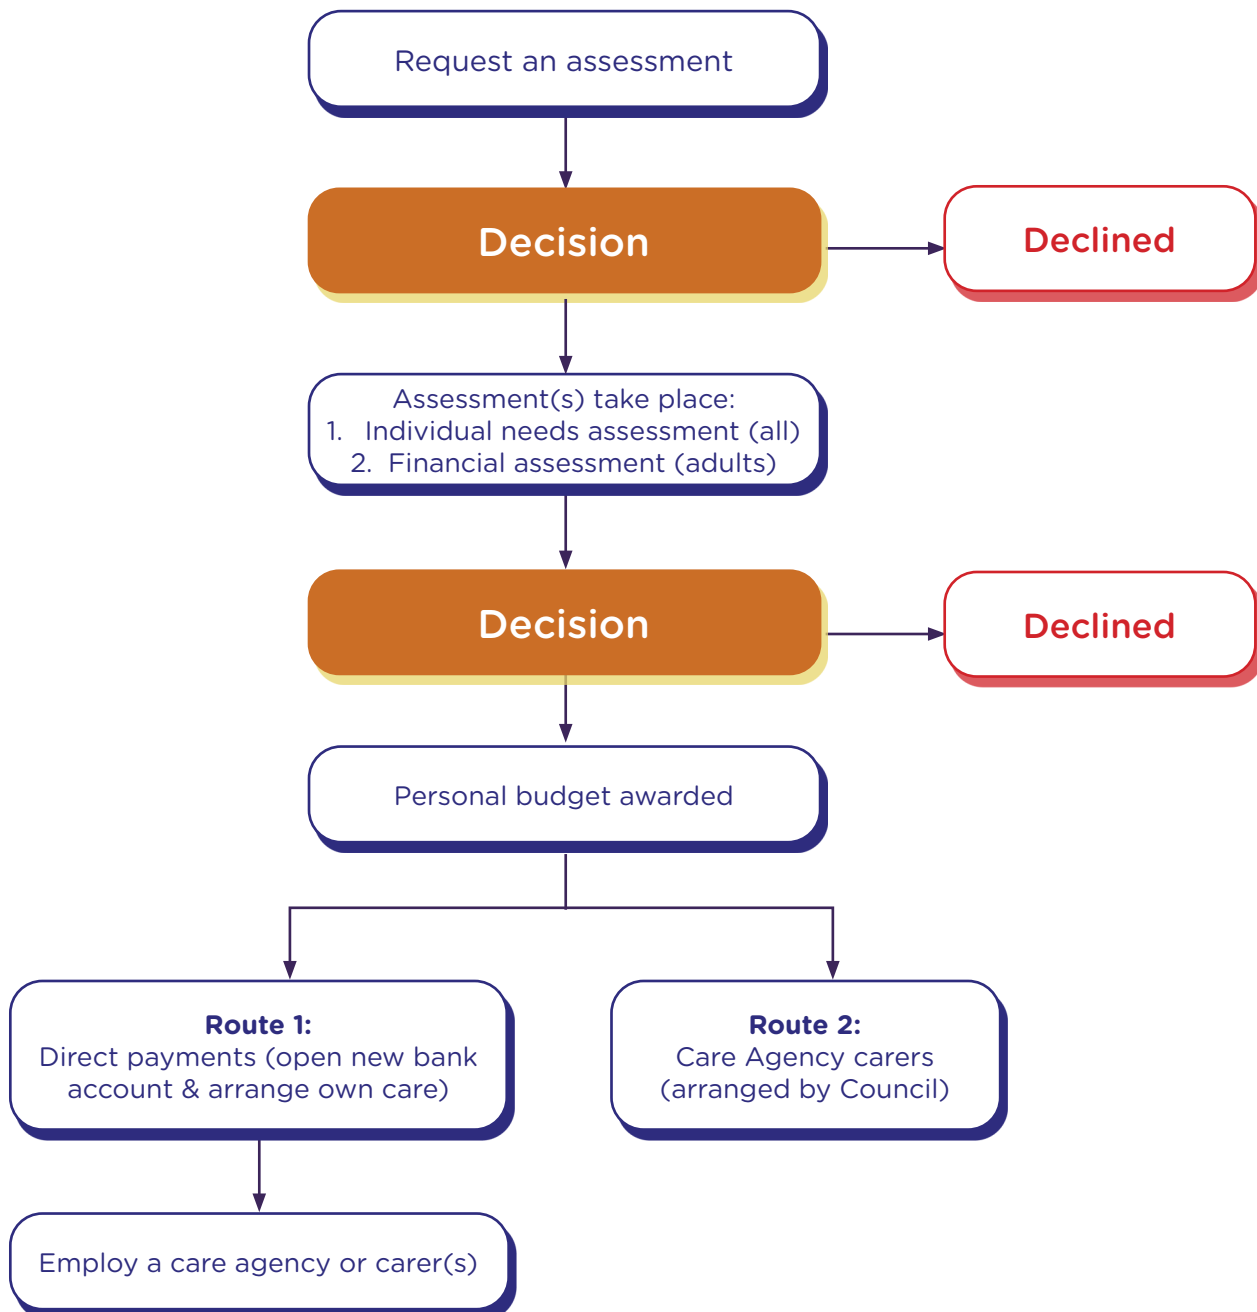 Request an assessment
Decision
Declined
Assessment(s) take place:
1. Individual needs assessment (all)
2. Financial assessment (adults)
Decision
Declined
Personal budget awarded
Route 1:
Direct payments (open new bank
account & arrange own care)
Route 2:
Care Agency carers
(arranged by Council)
Employ a care agency or carer(s)